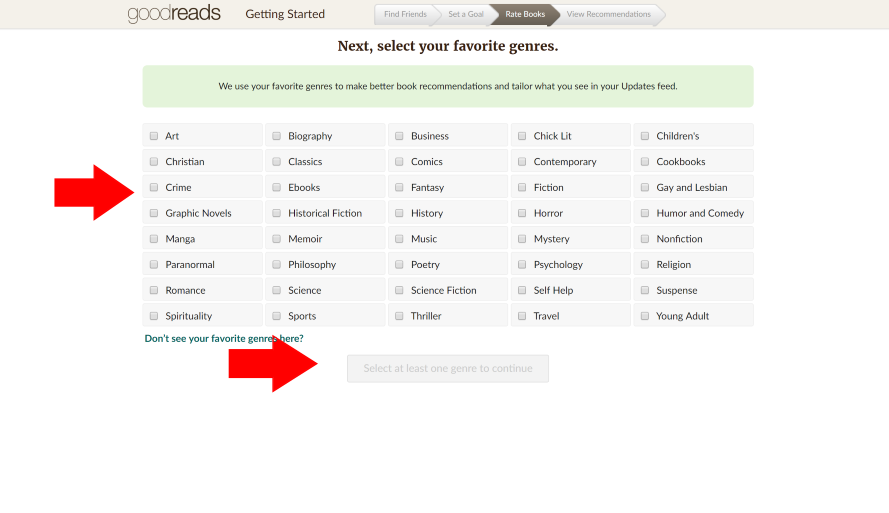 goodreads Getting Started Find Friends Set a Goal Rate Books View Recommendations
Next, select your favorite genres.
We use your favorite genres to make better book recommendations and tailor what you see in your Updates feed.
Art Biography Business Chick Lit Children's
Christian Classics Comics Contemporary Cookbooks
Crime Ebooks Fantasy Fiction Gay and Lesbian
Graphic Novels Historical Fiction History Horror Humor and Comedy
Manga Memoir Music Mystery Nonfiction
Paranormal Philosophy Poetry Psychology Religion
Romance Science Science Fiction Self Help Suspense
Spirituality Sports Thriller Travel Young Adult
Don't see your favorite genres here?
Select at least one genre to continue